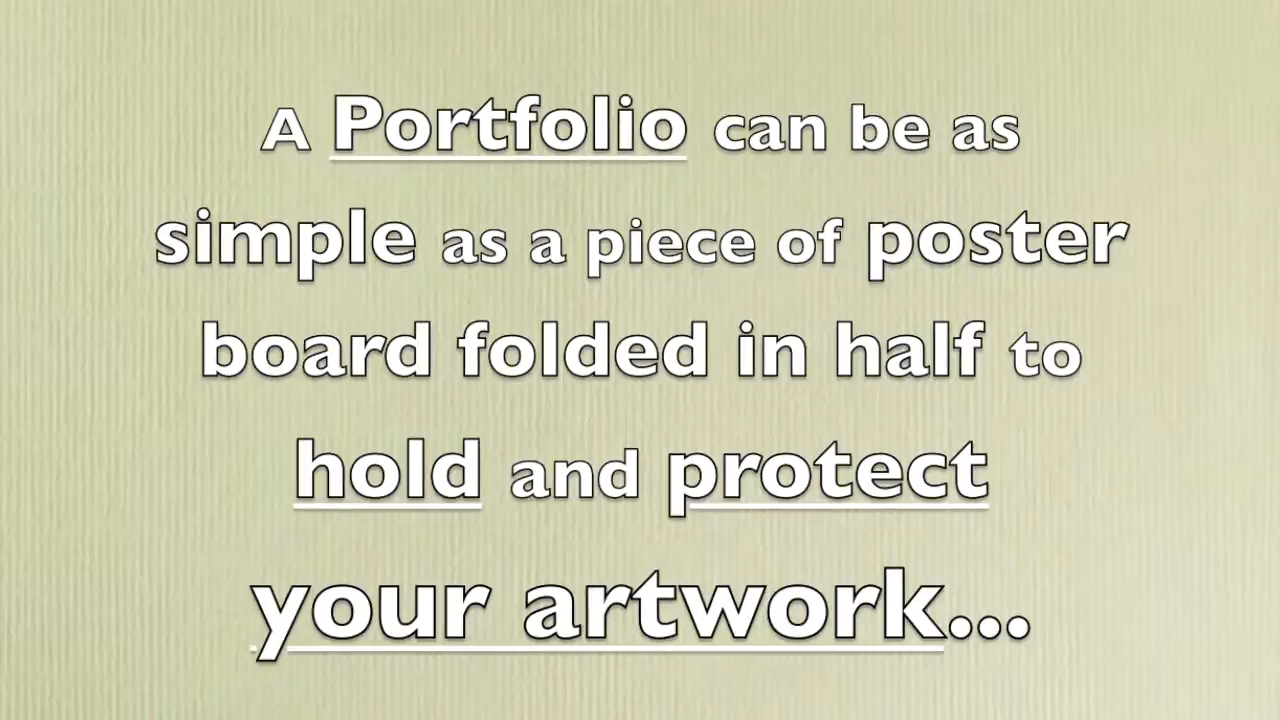 A Portfolio can be as
simple as a piece of poster
board folded in half to
hold and protect
your artwork...